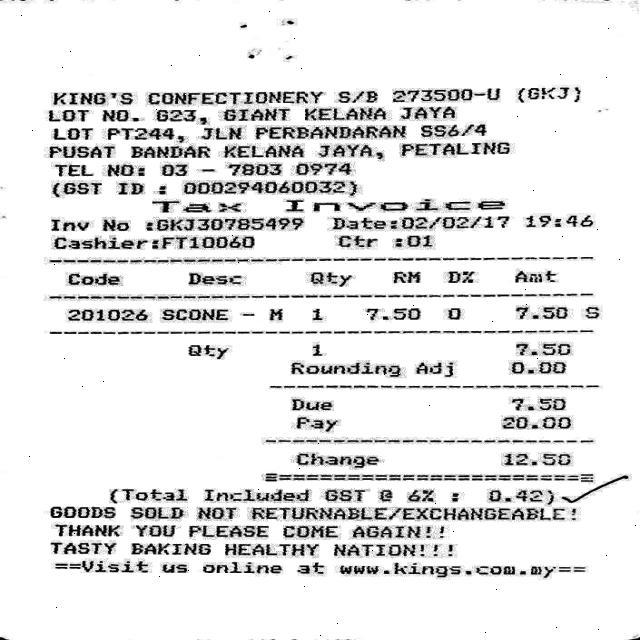 KING'S CONFECTIONERY S/B 273500-U (GKJ)
LOT NO. G23, GIANT KELANA JAYA
LOT PT244, JLN PERBANDARAN SS6/4
PUSAT BANDAR KELANA JAYA, PETALING
TEL NO: 03 - 7803 0974
(GST ID : 000294060032)
Tax Invoice
Inv No :GKJ30785499 Date:02/02/17 19:46
Cashier:FT10060 Ctr :01
Code Desc Qty RM D% Amt
201026 SCONE - M 1 7.50 0 7.50 S
Qty 1 7.50
Rounding Adj 0.00
Due 7.50
Pay 20.00
Change 12.50
(Total Included GST @ 6% : 0.42)
GOODS SOLD NOT RETURNABLE/EXCHANGEABLE!
THANK YOU PLEASE COME AGAIN!!
TASTY BAKING HEALTHY NATION!!!
==Visit us online at www.kings.com.my==